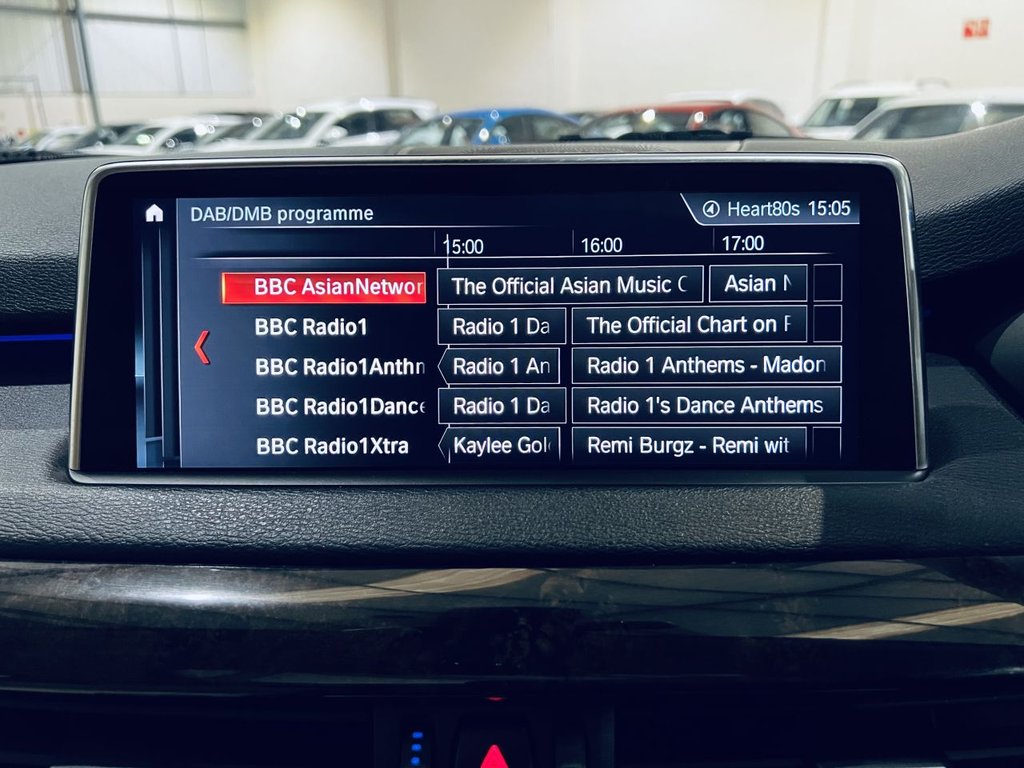 DAB/DMB programme
Heart80s 15:05
15:00 16:00 17:00
BBC AsianNetwor The Official Asian Music C Asian N
BBC Radio1 Radio 1 Da The Official Chart on F
BBC Radio1Anthn Radio 1 An Radio 1 Anthems - Madon
BBC Radio1Dance Radio 1 Da Radio 1's Dance Anthems
BBC Radio1Xtra Kaylee Gol Remi Burgz - Remi wit